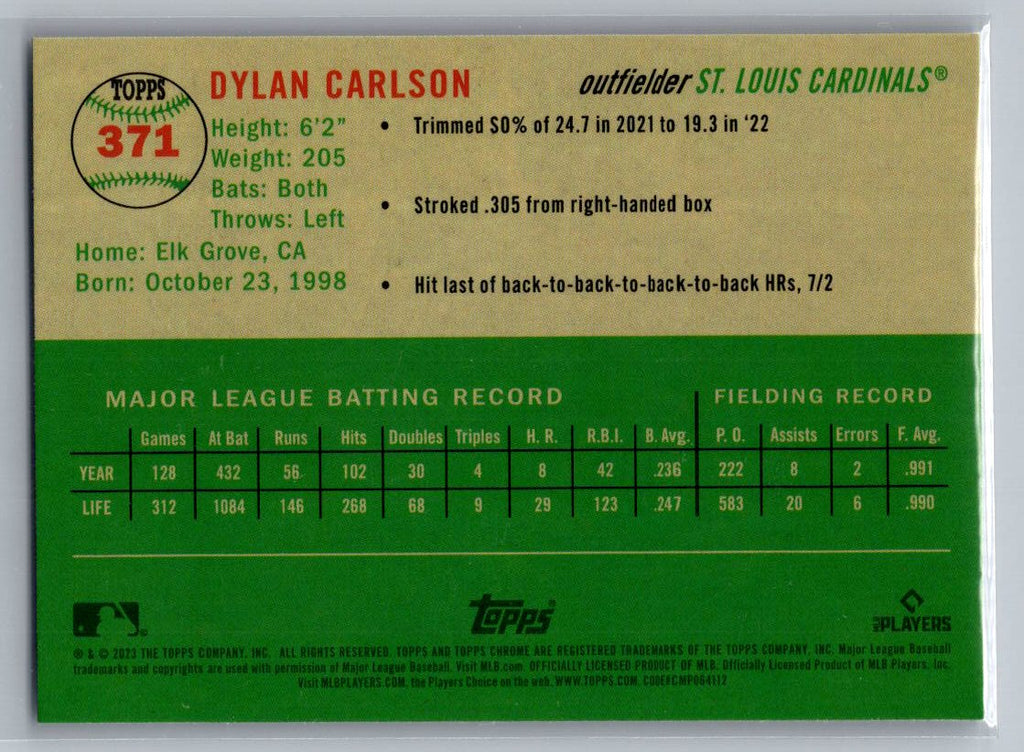 TOPPS
371
DYLAN CARLSON
outfielder ST. LOUIS CARDINALS®
Height: 6'2"
Weight: 205
Bats: Both
Throws: Left
Home: Elk Grove, CA
Born: October 23, 1998
• Trimmed SO% of 24.7 in 2021 to 19.3 in '22
• Stroked .305 from right-handed box
• Hit last of back-to-back-to-back-to-back HRs, 7/2
MAJOR LEAGUE BATTING RECORD FIELDING RECORD
Games At Bat Runs Hits Doubles Triples H. R. R.B.I. B. Avg. P. O. Assists Errors F. Avg.
YEAR 128 432 56 102 30 4 8 42 .236 222 8 2 .991
LIFE 312 1084 146 268 68 9 29 123 .247 583 20 6 .990
topps®
MLB PLAYERS
® & © 2023 THE TOPPS COMPANY, INC. ALL RIGHTS RESERVED. TOPPS AND TOPPS CHROME ARE REGISTERED TRADEMARKS OF THE TOPPS COMPANY, INC. Major League Baseball
trademarks and copyrights are used with permission of Major League Baseball. Visit MLB.com. OFFICIALLY LICENSED PRODUCT OF MLB. Officially Licensed Product of MLB Players, Inc.
Visit MLBPLAYERS.COM, the Players Choice on the web. WWW.TOPPS.COM. CODE#CMP064112